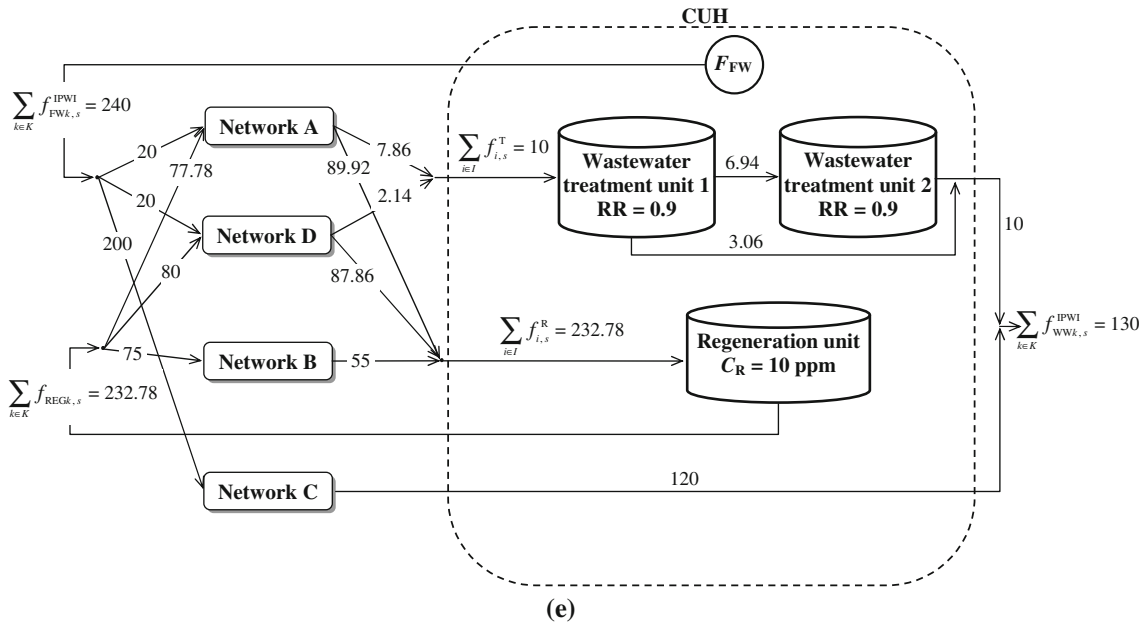 CUH
F_FW
∑_{k∈K} f^{IPWI}_{FWk,s} = 240
Network A
20
77.78
7.86
89.92
∑_{i∈I} f^T_{i,s} = 10
Wastewater
treatment unit 1
RR = 0.9
6.94
Wastewater
treatment unit 2
RR = 0.9
20
2.14
Network D
200
3.06
10
80
87.86
∑_{k∈K} f^{IPWI}_{WWk,s} = 130
∑_{i∈I} f^R_{i,s} = 232.78
Regeneration unit
C_R = 10 ppm
75
Network B
55
∑_{k∈K} f_{REGk,s} = 232.78
Network C
120
(e)